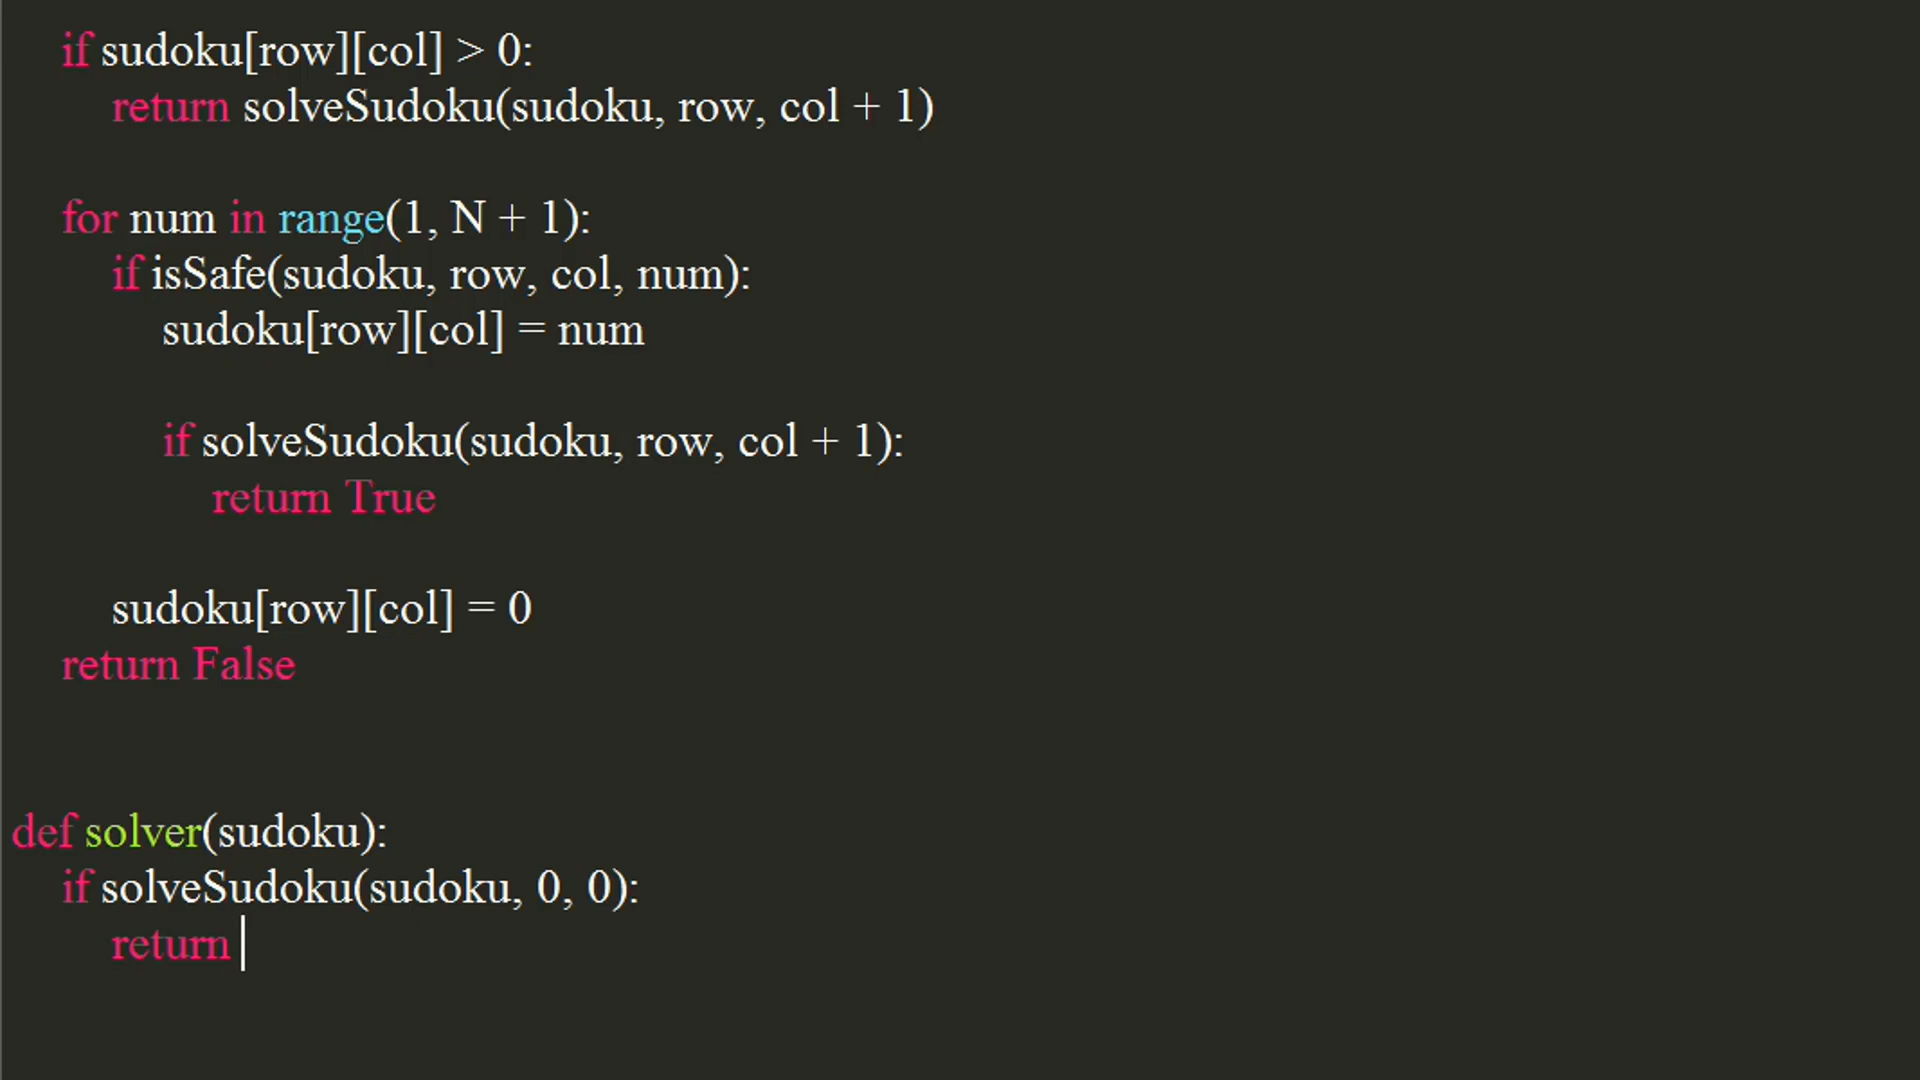 if sudoku[row][col] > 0:
return solveSudoku(sudoku, row, col + 1)
for num in range(1, N + 1):
if isSafe(sudoku, row, col, num):
sudoku[row][col] = num
if solveSudoku(sudoku, row, col + 1):
return True
sudoku[row][col] = 0
return False
def solver(sudoku):
if solveSudoku(sudoku, 0, 0):
return